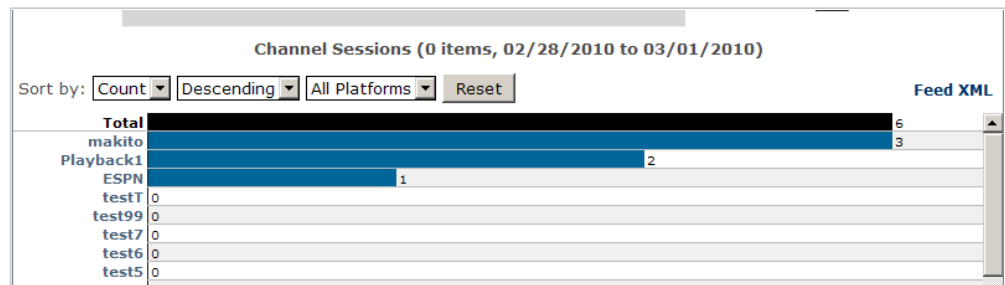 Channel Sessions (0 items, 02/28/2010 to 03/01/2010)
Sort by: Count Descending All Platforms Reset Feed XML
Total 6
makito 3
Playback1 2
ESPN 1
testT 0
test99 0
test7 0
test6 0
test5 0